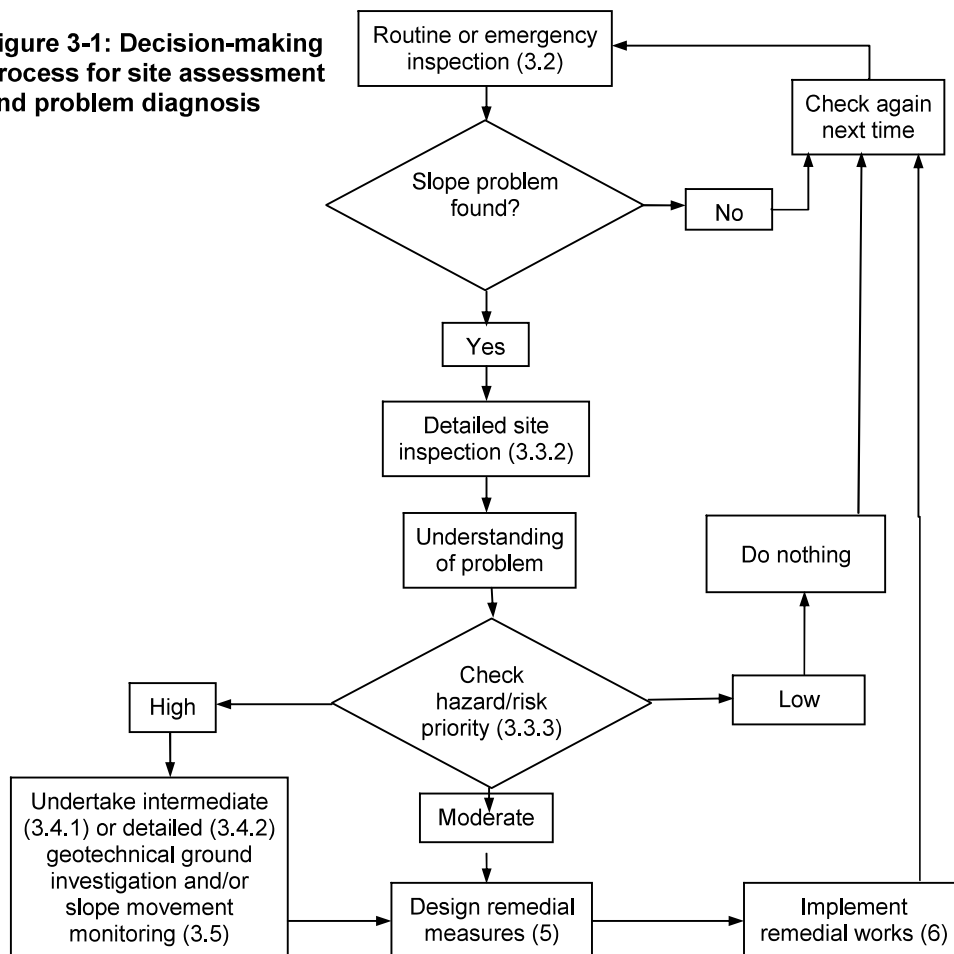 igure 3-1: Decision-making
rocess for site assessment
nd problem diagnosis
Routine or emergency
inspection (3.2)
Check again
next time
Slope problem
found?
No
Yes
Detailed site
inspection (3.3.2)
Understanding
of problem
Do nothing
Check
hazard/risk
priority (3.3.3)
High
Low
Moderate
Undertake intermediate
(3.4.1) or detailed (3.4.2)
geotechnical ground
investigation and/or
slope movement
monitoring (3.5)
Design remedial
measures (5)
Implement
remedial works (6)